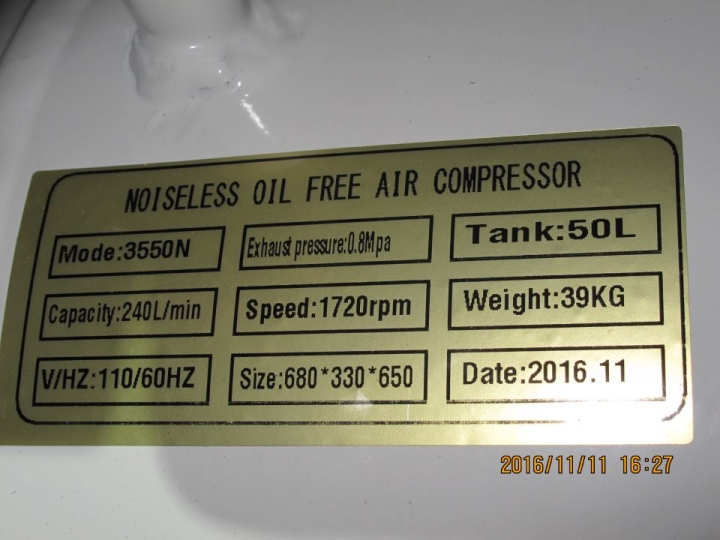 NOISELESS OIL FREE AIR COMPRESSOR
Mode:3550N Exhaust pressure:0.8Mpa Tank:50L
Capacity:240L/min Speed:1720rpm Weight:39KG
V/HZ:110/60HZ Size:680*330*650 Date:2016.11
2016/11/11 16:27